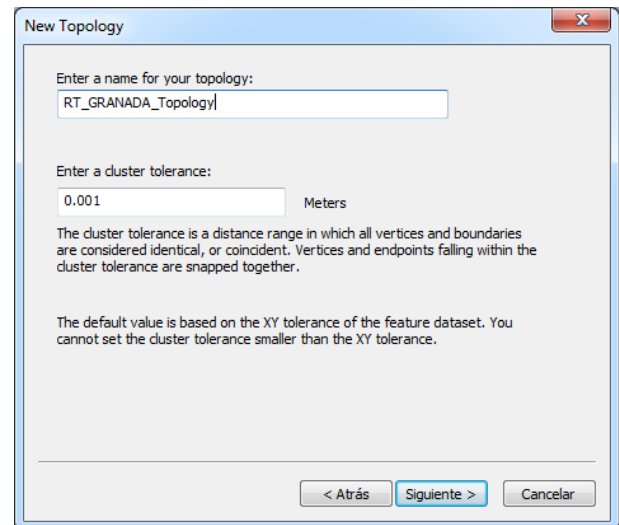 New Topology
Enter a name for your topology:
RT_GRANADA_Topology
Enter a cluster tolerance:
0.001 Meters
The cluster tolerance is a distance range in which all vertices and boundaries
are considered identical, or coincident. Vertices and endpoints falling within the
cluster tolerance are snapped together.
The default value is based on the XY tolerance of the feature dataset. You
cannot set the cluster tolerance smaller than the XY tolerance.
< Atrás Siguiente > Cancelar